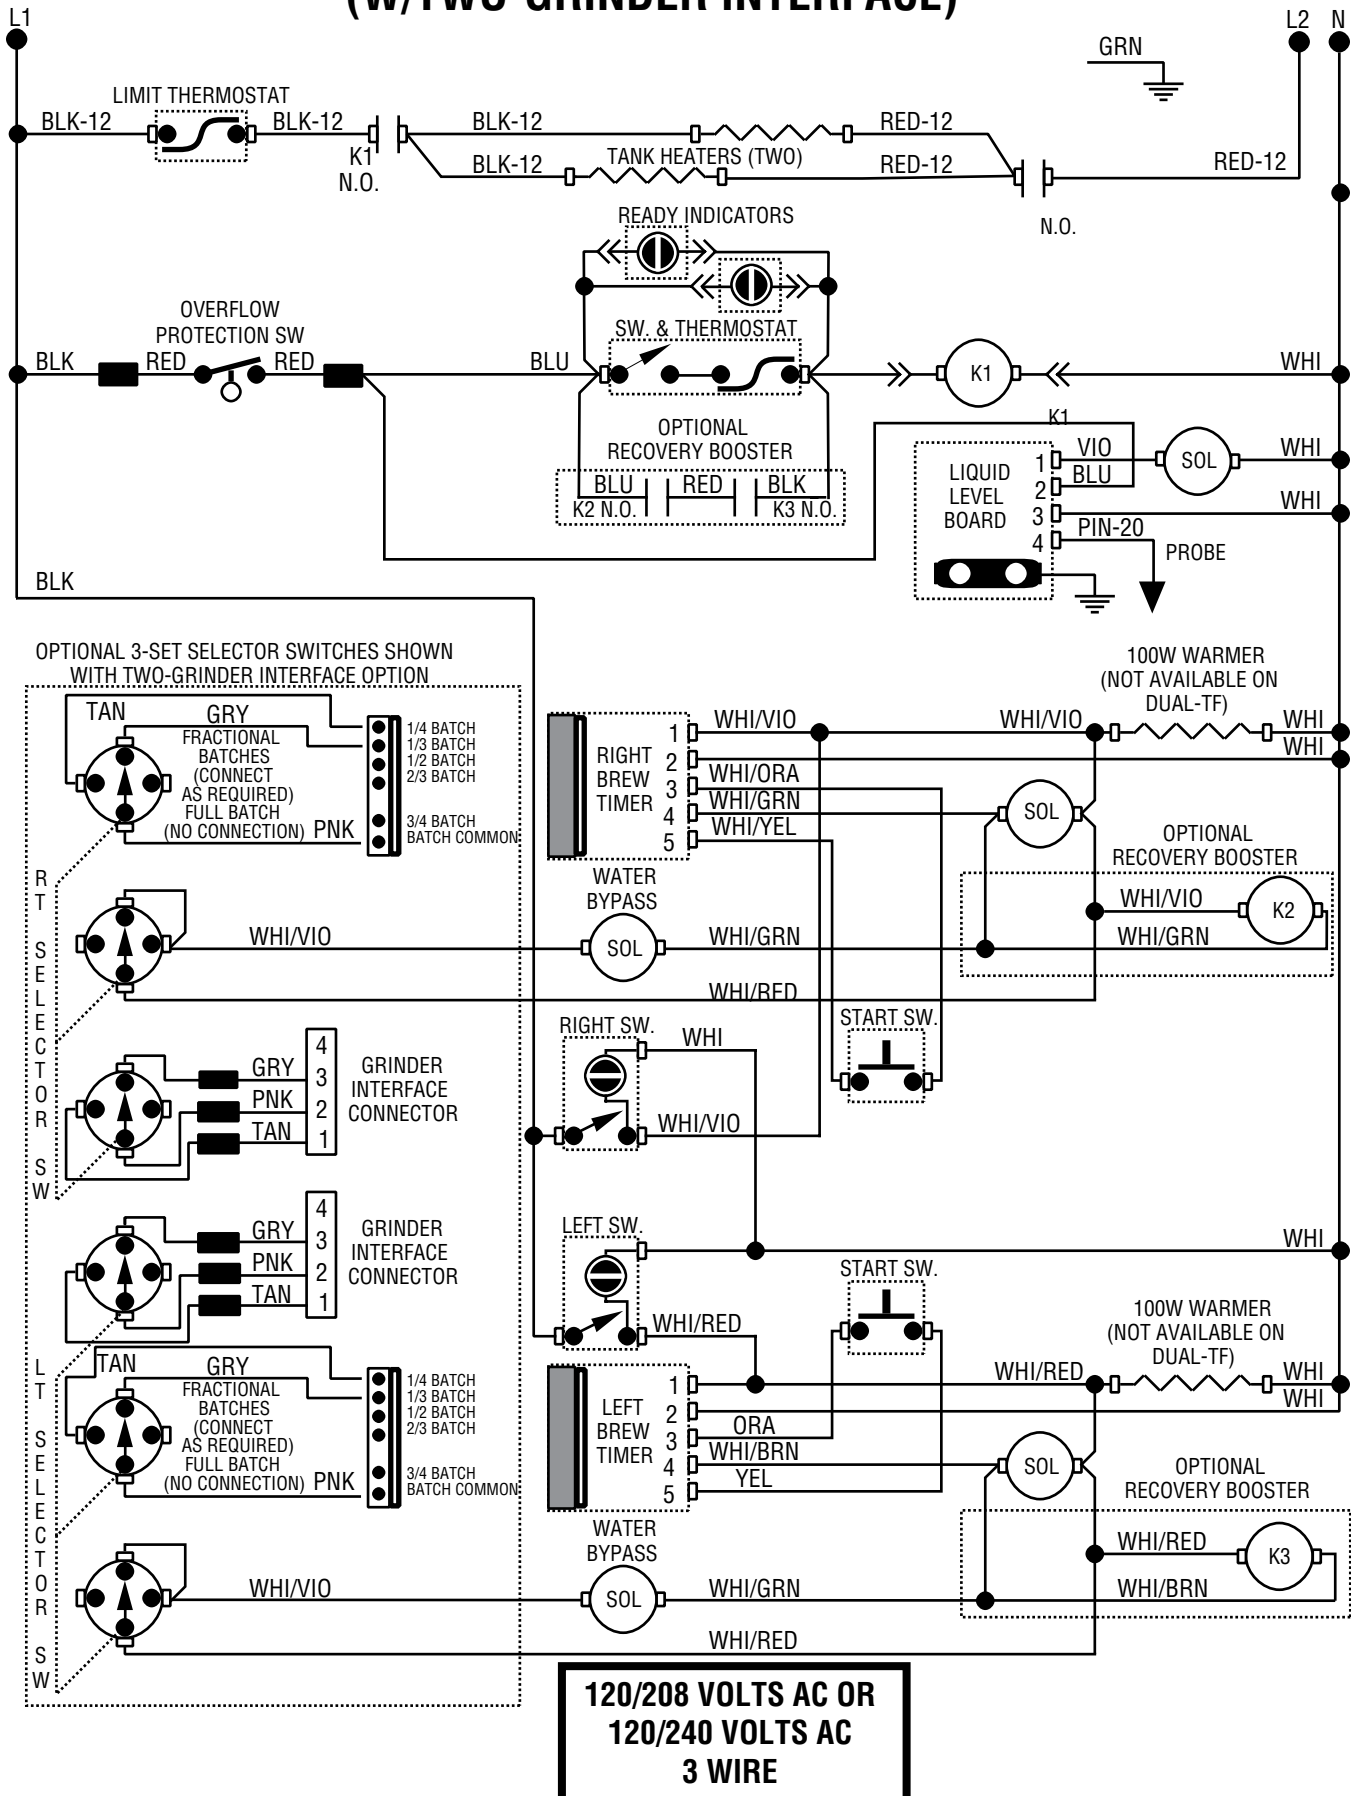 (W/TWO-GRINDER INTERFACE)
L1
L2 N
GRN
LIMIT THERMOSTAT
BLK-12
BLK-12
BLK-12
RED-12
K1
N.O.
BLK-12
TANK HEATERS (TWO)
RED-12
RED-12
N.O.
READY INDICATORS
OVERFLOW
PROTECTION SW
SW. & THERMOSTAT
BLK
RED
RED
BLU
K1
WHI
K1
OPTIONAL
RECOVERY BOOSTER
BLU
RED
BLK
K2 N.O.
K3 N.O.
LIQUID
LEVEL
BOARD
1
2
3
4
VIO
BLU
PIN-20
SOL
WHI
WHI
PROBE
BLK
OPTIONAL 3-SET SELECTOR SWITCHES SHOWN
WITH TWO-GRINDER INTERFACE OPTION
TAN
GRY
FRACTIONAL
BATCHES
(CONNECT
AS REQUIRED)
FULL BATCH
(NO CONNECTION)
PNK
1/4 BATCH
1/3 BATCH
1/2 BATCH
2/3 BATCH
3/4 BATCH
BATCH COMMON
RIGHT
BREW
TIMER
1
2
3
4
5
WHI/VIO
WHI/ORA
WHI/GRN
WHI/YEL
WHI/VIO
100W WARMER
(NOT AVAILABLE ON
DUAL-TF)
WHI
WHI
SOL
OPTIONAL
RECOVERY BOOSTER
WHI/VIO
K2
WHI/GRN
RT SELECTOR SW
WHI/VIO
WATER
BYPASS
SOL
WHI/GRN
WHI/RED
RIGHT SW.
WHI
START SW.
WHI/VIO
GRY
PNK
TAN
4
3
2
1
GRINDER
INTERFACE
CONNECTOR
GRY
PNK
TAN
4
3
2
1
GRINDER
INTERFACE
CONNECTOR
LEFT SW.
WHI
START SW.
WHI/RED
LT SELECTOR SW
TAN
GRY
FRACTIONAL
BATCHES
(CONNECT
AS REQUIRED)
FULL BATCH
(NO CONNECTION)
PNK
1/4 BATCH
1/3 BATCH
1/2 BATCH
2/3 BATCH
3/4 BATCH
BATCH COMMON
LEFT
BREW
TIMER
1
2
3
4
5
ORA
WHI/BRN
YEL
WHI/RED
100W WARMER
(NOT AVAILABLE ON
DUAL-TF)
WHI
WHI
SOL
OPTIONAL
RECOVERY BOOSTER
WHI/RED
K3
WHI/BRN
WHI/VIO
WATER
BYPASS
SOL
WHI/GRN
WHI/RED
120/208 VOLTS AC OR
120/240 VOLTS AC
3 WIRE